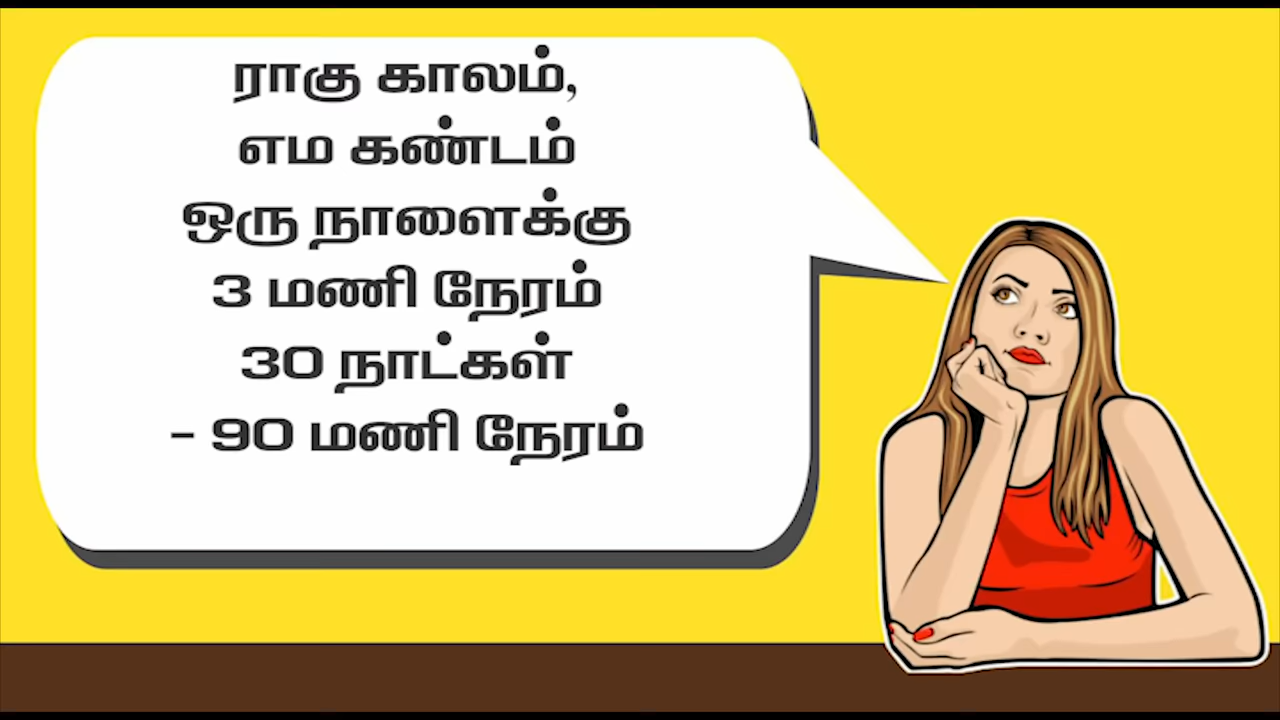 ராகு காலம்,
எம கண்டம்
ஒரு நாளைக்கு
3 மணி நேரம்
30 நாட்கள்
- 90 மணி நேரம்